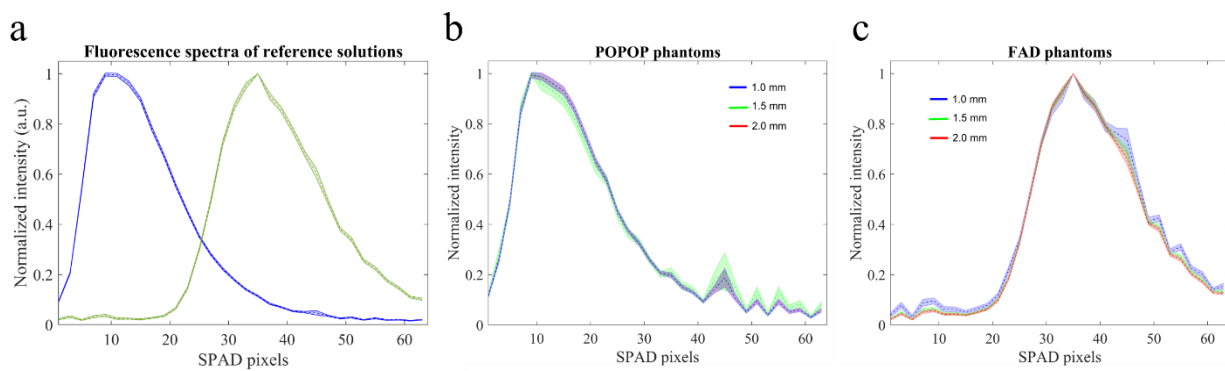 a
Fluorescence spectra of reference solutions
Normalized intensity (a.u.)
1
0.8
0.6
0.4
0.2
0
10
20
30
40
50
60
SPAD pixels
b
POPOP phantoms
Normalized intensity
1
0.8
0.6
0.4
0.2
0
1.0 mm
1.5 mm
2.0 mm
10
20
30
40
50
60
SPAD pixels
c
FAD phantoms
Normalized intensity
1
0.8
0.6
0.4
0.2
0
1.0 mm
1.5 mm
2.0 mm
10
20
30
40
50
60
SPAD pixels